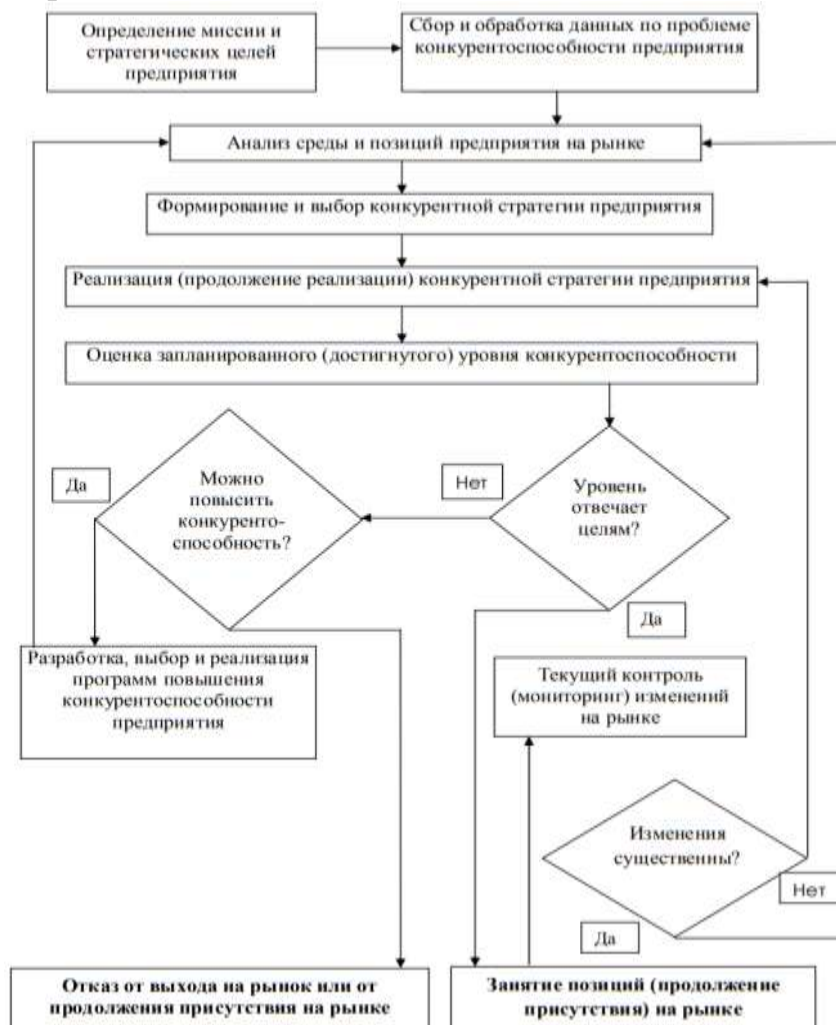 Определение миссии и
стратегических целей
предприятия
Сбор и обработка данных по проблеме
конкурентоспособности предприятия
Анализ среды и позиций предприятия на рынке
Формирование и выбор конкурентной стратегии предприятия
Реализация (продолжение реализации) конкурентной стратегии предприятия
Оценка запланированного (достигнутого) уровня конкурентоспособности
Да
Можно
повысить
конкуренто-
способность?
Нет
Уровень
отвечает
целям?
Да
Разработка, выбор и реализация
программ повышения
конкурентоспособности
предприятия
Текущий контроль
(мониторинг) изменений
на рынке
Изменения
существенны?
Нет
Да
Отказ от выхода на рынок или от
продолжения присутствия на рынке
Занятие позиций (продолжение
присутствия) на рынке